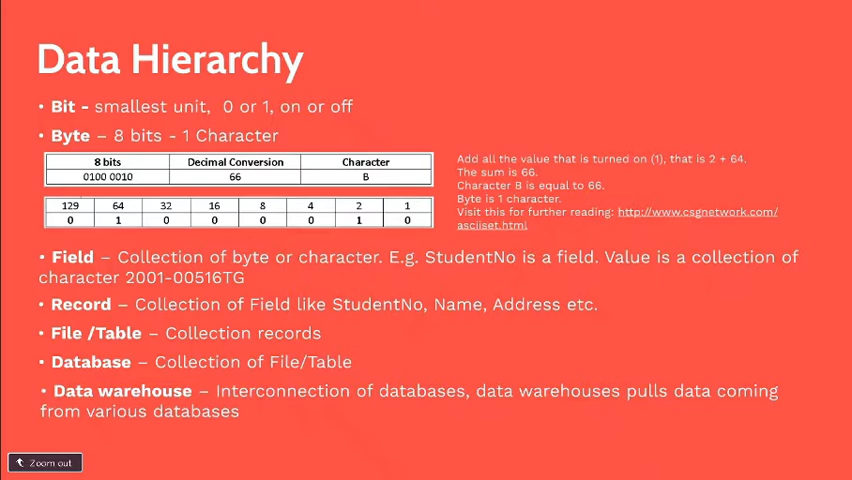 Data Hierarchy
• Bit - smallest unit, 0 or 1, on or off
• Byte – 8 bits - 1 Character
8 bits Decimal Conversion Character
0100 0010 66 B
129 64 32 16 8 4 2 1
0 1 0 0 0 0 1 0
Add all the value that is turned on (1), that is 2 + 64.
The sum is 66.
Character B is equal to 66.
Byte is 1 character.
Visit this for further reading: http://www.csgnetwork.com/
asciiset.html
• Field – Collection of byte or character. E.g. StudentNo is a field. Value is a collection of
character 2001-00516TG
• Record – Collection of Field like StudentNo, Name, Address etc.
• File /Table – Collection records
• Database – Collection of File/Table
• Data warehouse – Interconnection of databases, data warehouses pulls data coming
from various databases
Zoom out